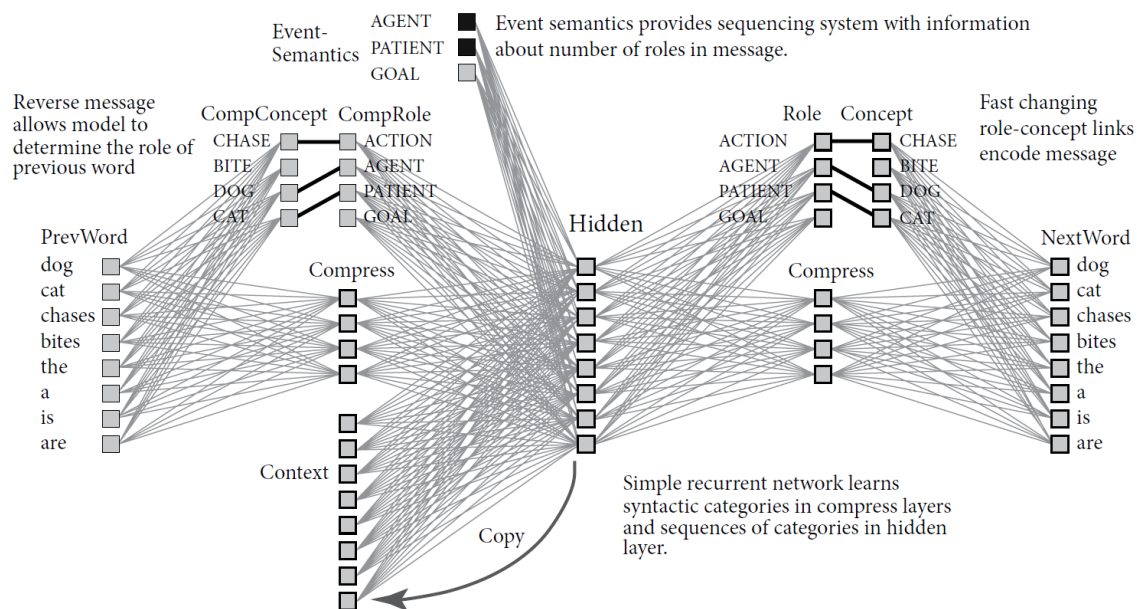 Event-
Semantics
AGENT
PATIENT
GOAL
Event semantics provides sequencing system with information
about number of roles in message.
Reverse message
allows model to
determine the role of
previous word
CompConcept
CHASE
BITE
DOG
CAT
CompRole
ACTION
AGENT
PATIENT
GOAL
Role
ACTION
AGENT
PATIENT
GOAL
Concept
CHASE
BITE
DOG
CAT
Fast changing
role-concept links
encode message
PrevWord
dog
cat
chases
bites
the
a
is
are
Compress
Hidden
Compress
NextWord
dog
cat
chases
bites
the
a
is
are
Context
Copy
Simple recurrent network learns
syntactic categories in compress layers
and sequences of categories in hidden
layer.